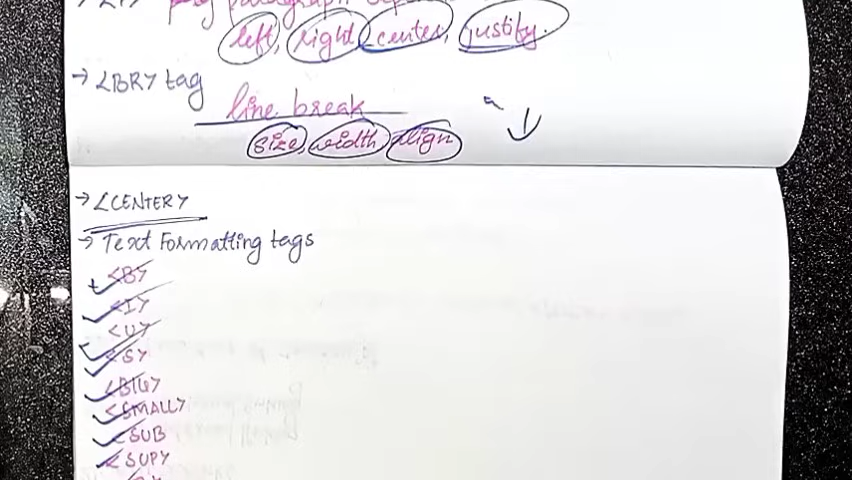 paragraph
left, right, center, justify.
→ <BR> tag
line break
size, width, align
→ <CENTER>
→ Text Formatting tags
<B>
<I>
<U>
<S>
<BIG>
<SMALL>
<SUB
<SUP>